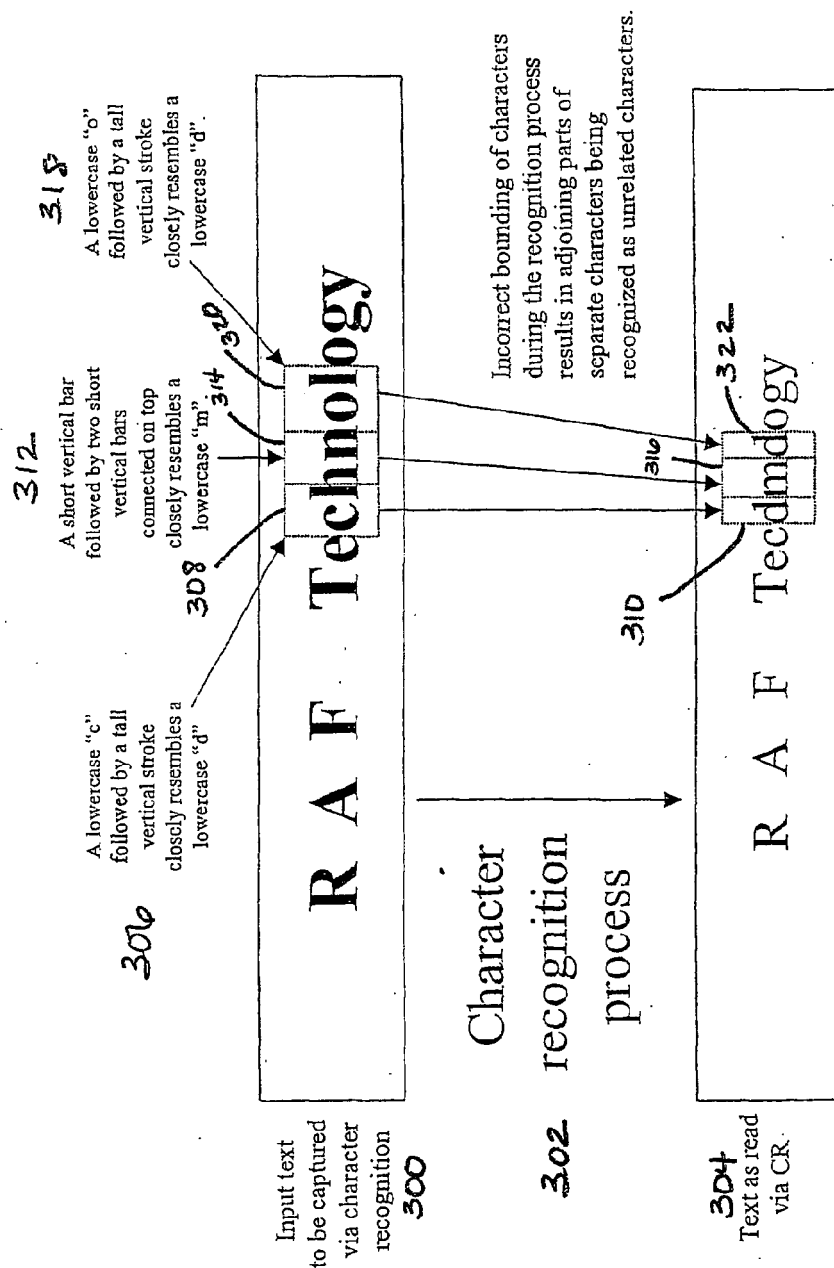 306
A lowercase “c”
followed by a tall
vertical stroke
closely resembles a
lowercase “d”
312
A short vertical bar
followed by two short
vertical bars
connected on top
closely resembles a
lowercase “m”
318
A lowercase “o”
followed by a tall
vertical stroke
closely resembles a
lowercase “d”.
308
314
320
Input text
to be captured
via character
recognition
300
R A F Technology
302
Character
recognition
process
Incorrect bounding of characters
during the recognition process
results in adjoining parts of
separate characters being
recognized as unrelated characters.
310
316
322
304
Text as read
via CR
R A F Tecdmdogy